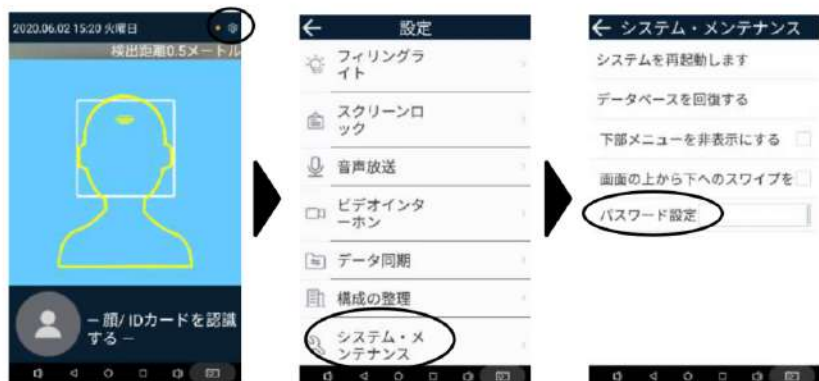 2020.06.02 15:20 火曜日
検出距離0.5メートル
– 顔/ IDカードを認識
する –
設定
フィリングラ
イト
スクリーンロ
ック
音声放送
ビデオインタ
ーホン
データ同期
構成の整理
システム・メ
ンテナンス
システム・メンテナンス
システムを再起動します
データベースを回復する
下部メニューを非表示にする
画面の上から下へのスワイプを
パスワード設定